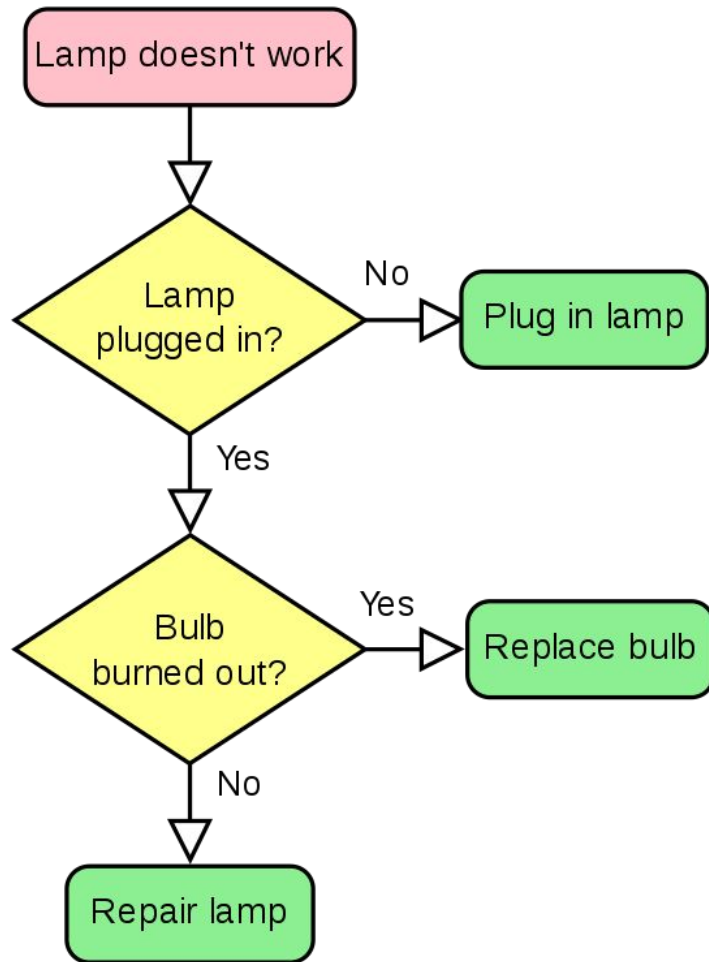 Lamp doesn't work
Lamp
plugged in?
No
Plug in lamp
Yes
Bulb
burned out?
Yes
Replace bulb
No
Repair lamp